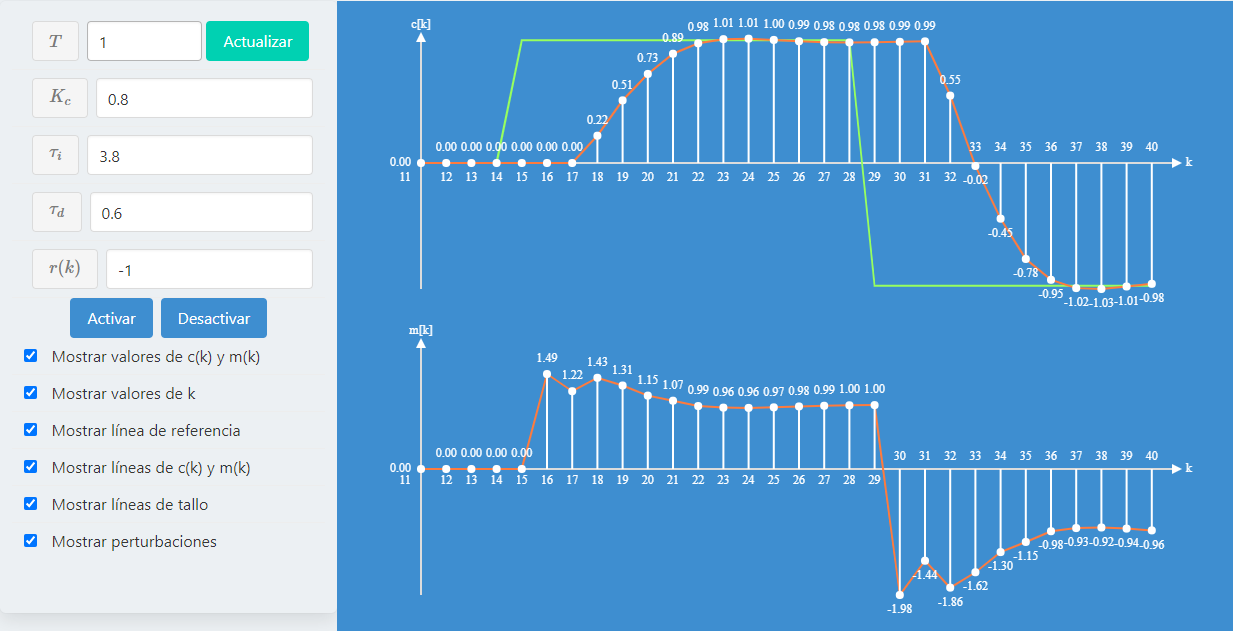 T 1 Actualizar
K_c 0.8
τ_i 3.8
τ_d 0.6
r(k) -1
Activar Desactivar
Mostrar valores de c(k) y m(k)
Mostrar valores de k
Mostrar línea de referencia
Mostrar líneas de c(k) y m(k)
Mostrar líneas de tallo
Mostrar perturbaciones
c[k]
0.98 1.01 1.01 1.00 0.99 0.98 0.98 0.98 0.99 0.99
0.89
0.73
0.51
0.55
0.22
0.00 0.00 0.00 0.00 0.00 0.00
33 34 35 36 37 38 39 40
0.00
k
11 12 13 14 15 16 17 18 19 20 21 22 23 24 25 26 27 28 29 30 31 32
-0.02
-0.45
-0.78
-0.95 -1.02 -1.03 -1.01 -0.98
m[k]
1.49
1.22 1.43 1.31 1.15 1.07 0.99 0.96 0.96 0.97 0.98 0.99 1.00 1.00
0.00 0.00 0.00 0.00
30 31 32 33 34 35 36 37 38 39 40
0.00
k
11 12 13 14 15 16 17 18 19 20 21 22 23 24 25 26 27 28 29
-0.98 -0.93 -0.92 -0.94 -0.96
-1.15
-1.30
-1.44
-1.62
-1.86
-1.98